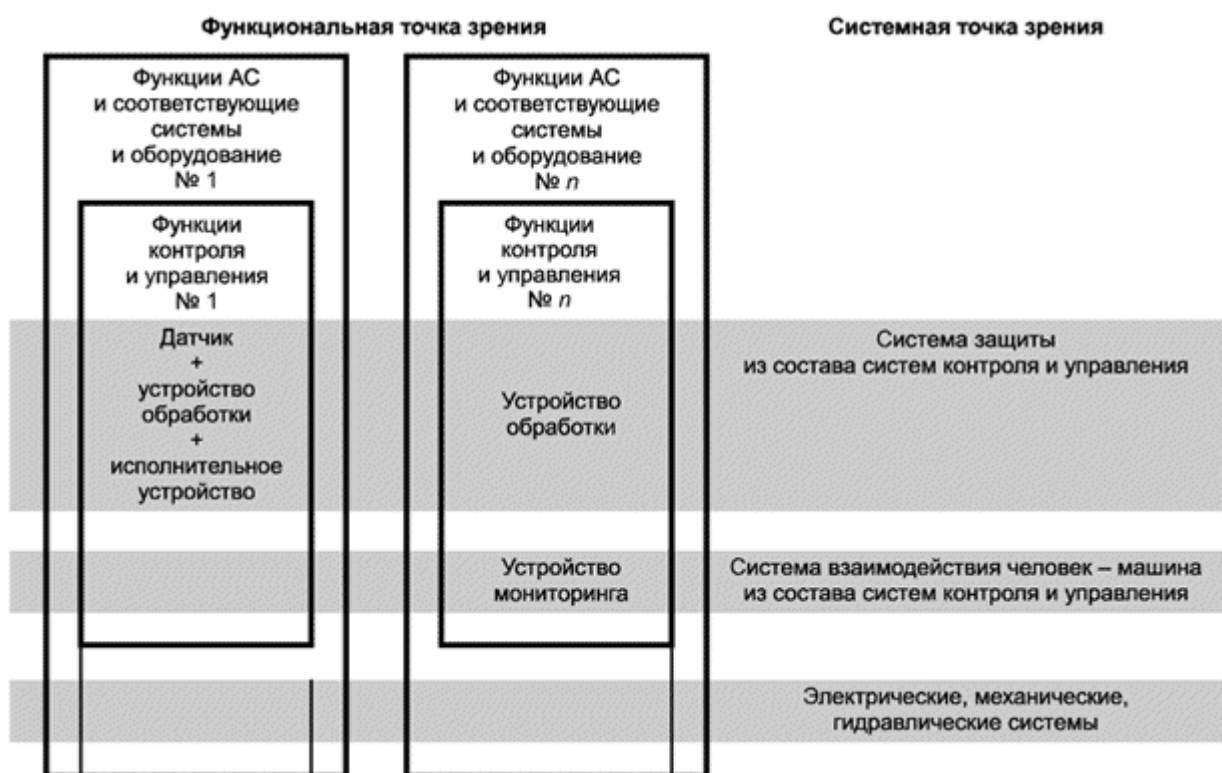 Функциональная точка зрения
Системная точка зрения
Функции АС
и соответствующие
системы
и оборудование
№ 1
Функции АС
и соответствующие
системы
и оборудование
№ n
Функции
контроля
и управления
№ 1
Функции
контроля
и управления
№ n
Датчик
+
устройство
обработки
+
исполнительное
устройство
Устройство
обработки
Система защиты
из состава систем контроля и управления
Устройство
мониторинга
Система взаимодействия человек – машина
из состава систем контроля и управления
Электрические, механические,
гидравлические системы